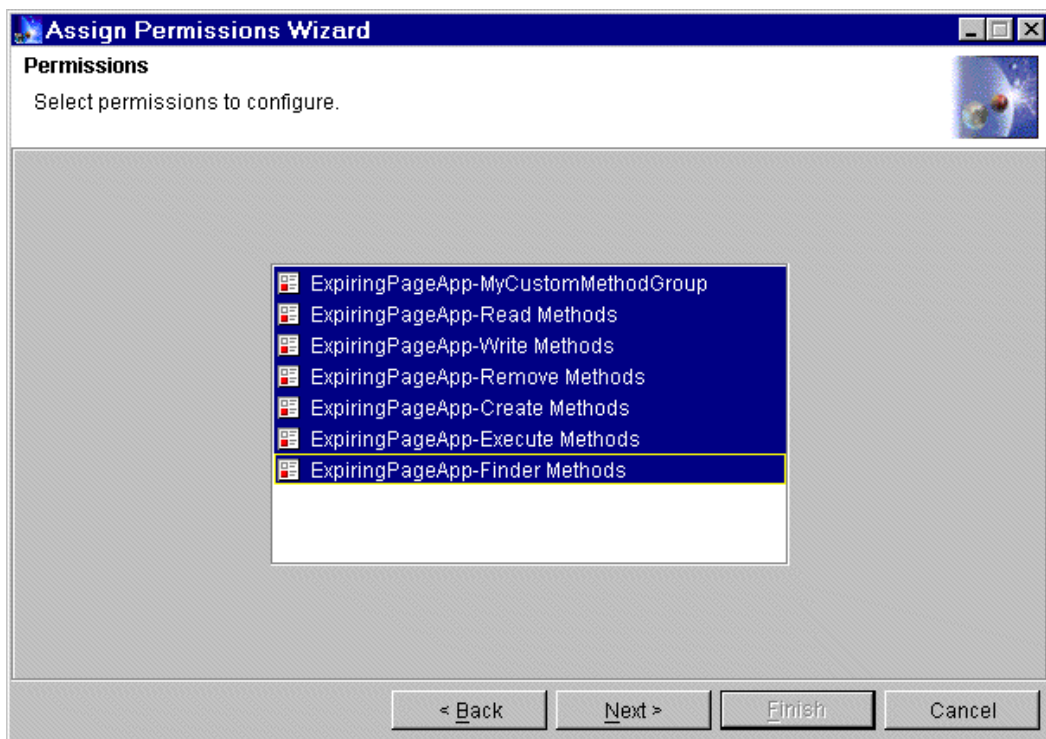 Assign Permissions Wizard
Permissions
Select permissions to configure.
ExpiringPageApp-MyCustomMethodGroup
ExpiringPageApp-Read Methods
ExpiringPageApp-Write Methods
ExpiringPageApp-Remove Methods
ExpiringPageApp-Create Methods
ExpiringPageApp-Execute Methods
ExpiringPageApp-Finder Methods
< Back Next > Finish Cancel